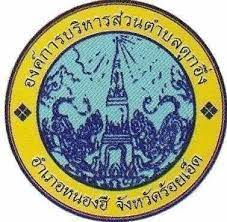 องค์การบริหารส่วนตำบลดูกอึ่ง
อำเภอหนองฮี จังหวัดร้อยเอ็ด